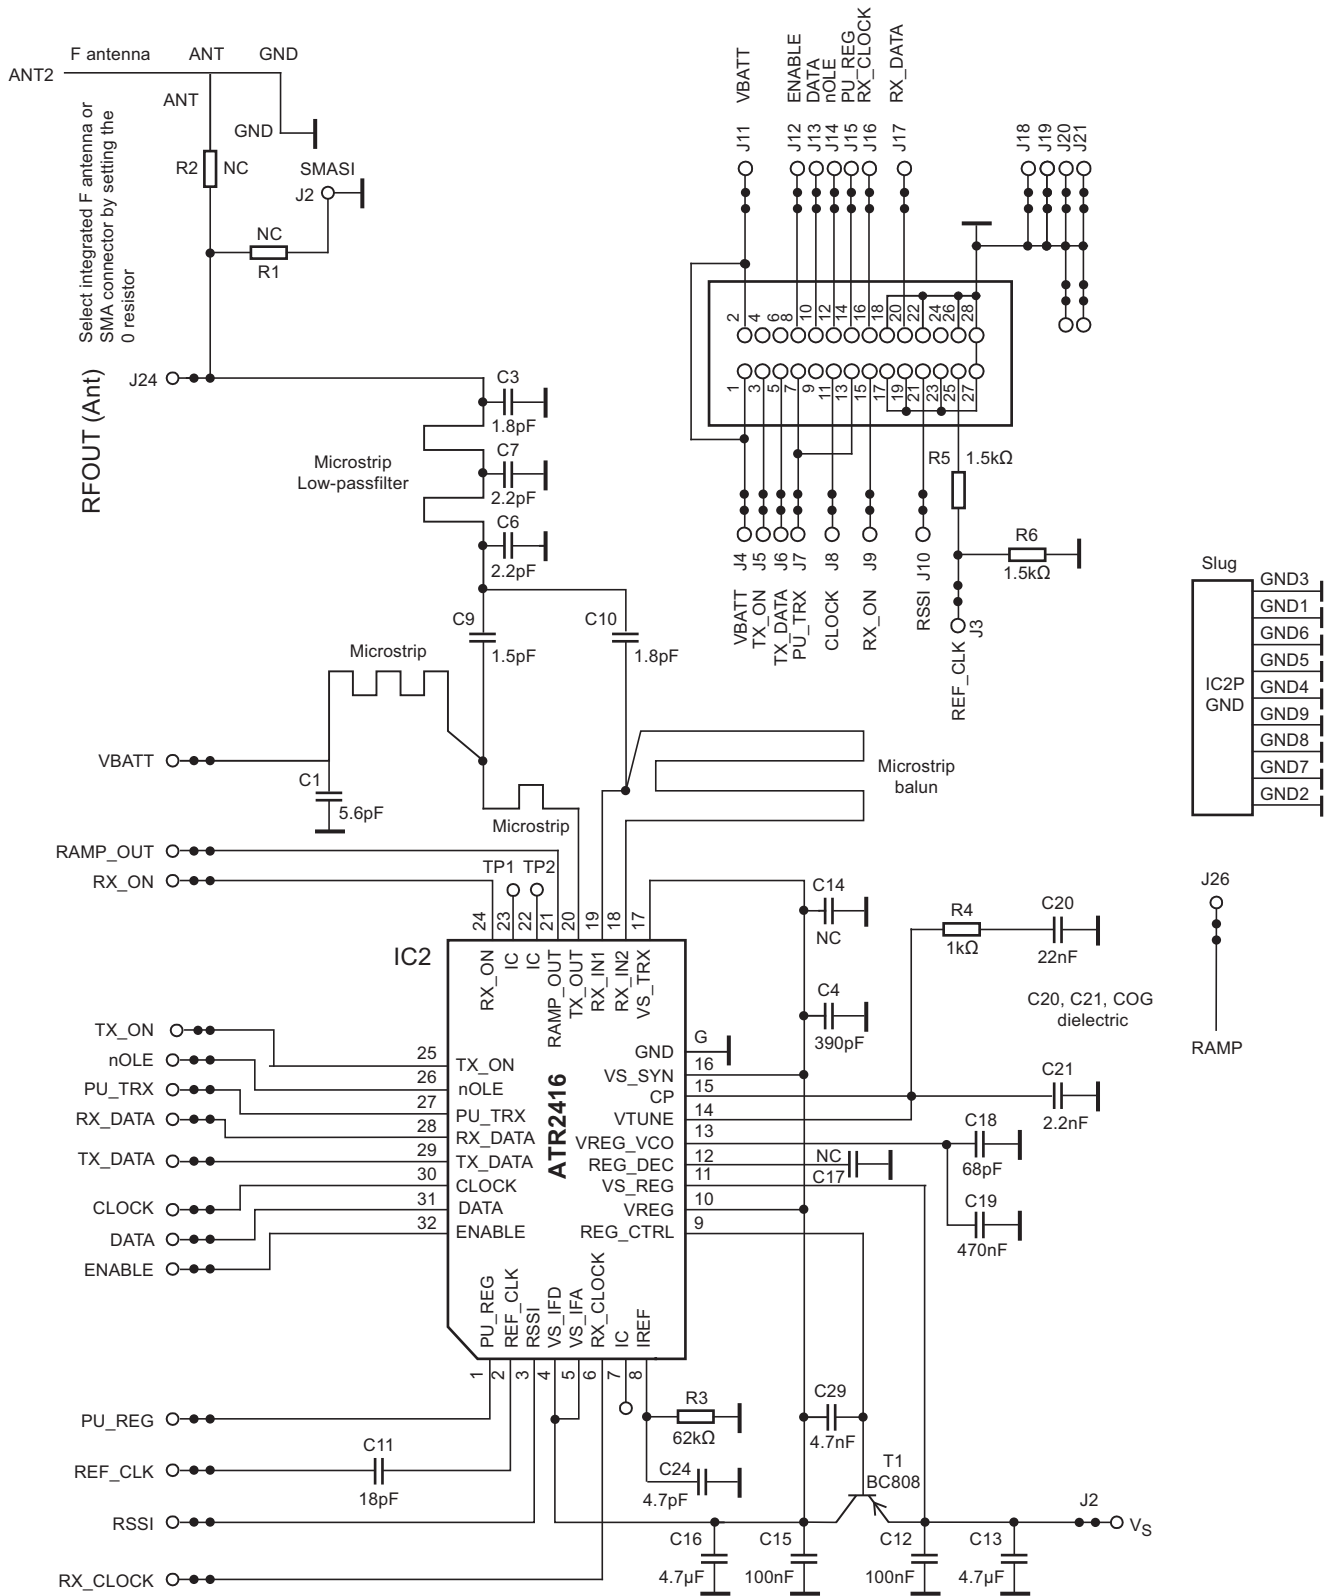 F antenna
ANT
GND
ANT2
ANT
GND
Select integrated F antenna or
SMA connector by setting the
0 resistor
R2
NC
SMASI
J2
NC
R1
J24
RFOUT (Ant)
C3
1.8pF
C7
2.2pF
C6
2.2pF
Microstrip
Low-passfilter
C9
1.5pF
C10
1.8pF
Microstrip
VBATT
C1
5.6pF
Microstrip
Microstrip
balun
VBATT
ENABLE
DATA
nOLE
PU_REG
RX_CLOCK
RX_DATA
J11
J12
J13
J14
J15
J16
J17
J18
J19
J20
J21
2
4
6
8
10
12
14
16
18
20
22
24
26
28
1
3
5
7
9
11
13
15
17
19
21
23
25
27
R5
1.5kΩ
R6
1.5kΩ
J4
J5
J6
J7
J8
J9
J10
J3
VBATT
TX_ON
TX_DATA
PU_TRX
CLOCK
RX_ON
RSSI
REF_CLK
Slug
IC2P
GND
GND3
GND1
GND6
GND5
GND4
GND9
GND8
GND7
GND2
J26
RAMP
RAMP_OUT
RX_ON
TP1
TP2
24
23
22
21
20
19
18
17
IC2
RX_ON
IC
IC
RAMP_OUT
TX_OUT
RX_IN1
RX_IN2
VS_TRX
C14
NC
C4
390pF
R4
1kΩ
C20
22nF
C20, C21, COG
dielectric
C21
2.2nF
C18
68pF
C19
470nF
NC
C17
TX_ON
nOLE
PU_TRX
RX_DATA
TX_DATA
CLOCK
DATA
ENABLE
25
26
27
28
29
30
31
32
TX_ON
nOLE
PU_TRX
RX_DATA
TX_DATA
CLOCK
DATA
ENABLE
ATR2416
GND
VS_SYN
CP
VTUNE
VREG_VCO
REG_DEC
VS_REG
VREG
REG_CTRL
G
16
15
14
13
12
11
10
9
PU_REG
REF_CLK
RSSI
VS_IFD
VS_IFA
RX_CLOCK
IC
IREF
1
2
3
4
5
6
7
8
PU_REG
REF_CLK
RSSI
RX_CLOCK
C11
18pF
R3
62kΩ
C24
4.7pF
C29
4.7nF
T1
BC808
J2
VS
C16
4.7µF
C15
100nF
C12
100nF
C13
4.7µF